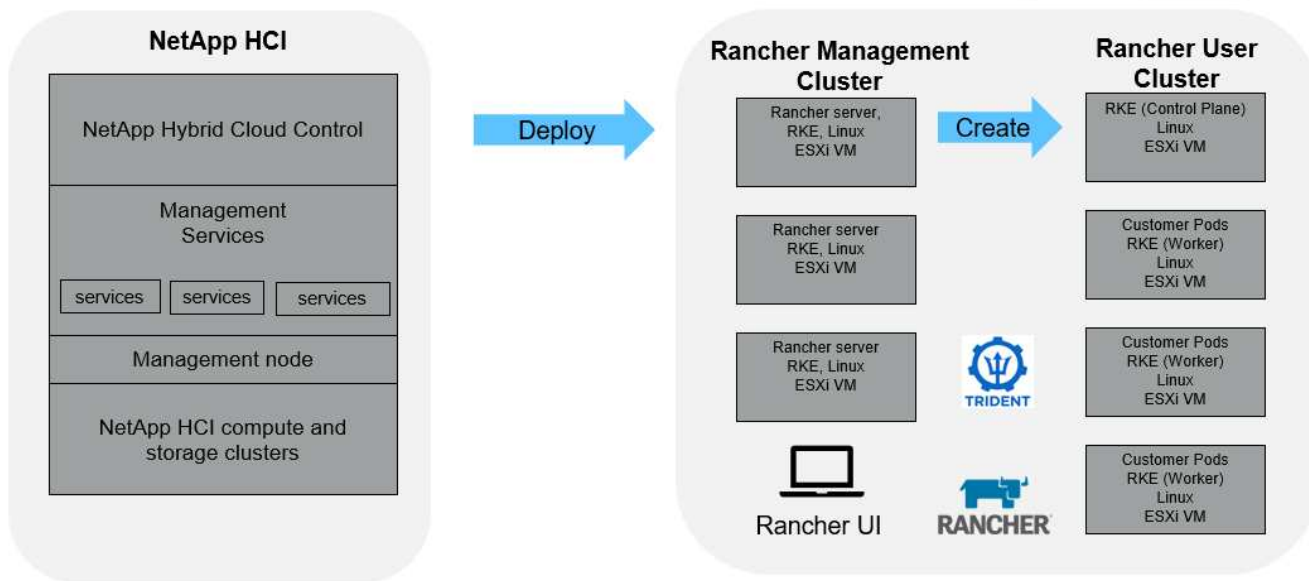 NetApp HCI
NetApp Hybrid Cloud Control
Management
Services
services
services
services
Management node
NetApp HCI compute and
storage clusters
Deploy
Rancher Management
Cluster
Rancher server,
RKE, Linux
ESXi VM
Rancher server
RKE, Linux
ESXi VM
Rancher server
RKE, Linux
ESXi VM
Rancher UI
Create
TRIDENT
RANCHER
Rancher User
Cluster
RKE (Control Plane)
Linux
ESXi VM
Customer Pods
RKE (Worker)
Linux
ESXi VM
Customer Pods
RKE (Worker)
Linux
ESXi VM
Customer Pods
RKE (Worker)
Linux
ESXi VM